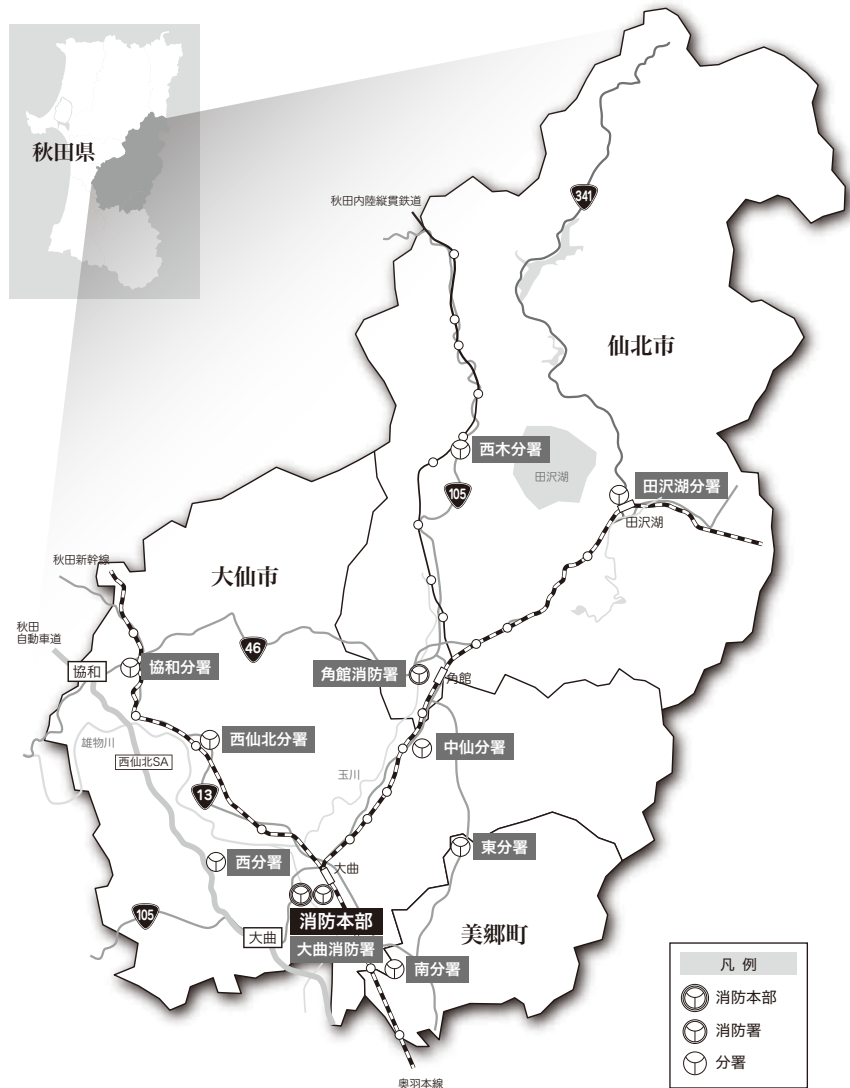 秋田県
秋田内陸縦貫鉄道
341
仙北市
西木分署
田沢湖
105
田沢湖分署
田沢湖
秋田新幹線
大仙市
秋田
自動車道
46
協和
協和分署
角館消防署
角館
雄物川
西仙北分署
中仙分署
西仙北SA
玉川
13
西分署
大曲
東分署
105
消防本部
大曲
大曲消防署
美郷町
南分署
奥羽本線
凡例
消防本部
消防署
分署